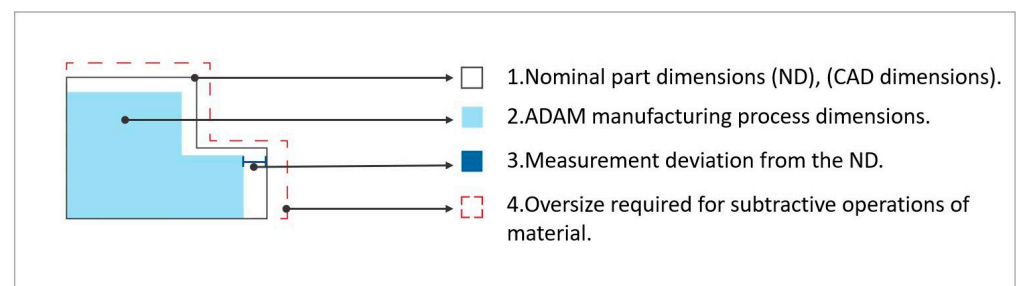 1.Nominal part dimensions (ND), (CAD dimensions).
2.ADAM manufacturing process dimensions.
3.Measurement deviation from the ND.
4.Oversize required for subtractive operations of
material.